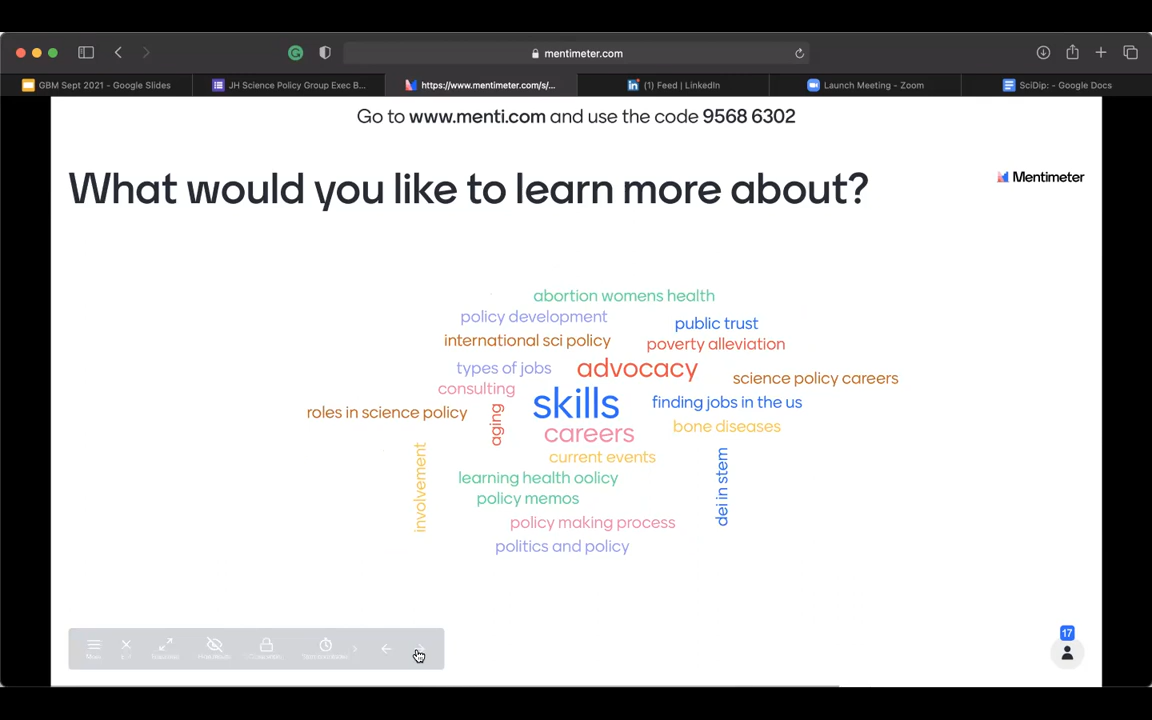 mentimeter.com
GBM Sept 2021 - Google Slides
JH Science Policy Group Exec B...
https://www.mentimeter.com/s/...
(1) Feed | LinkedIn
Launch Meeting - Zoom
SciDip: - Google Docs
Go to www.menti.com and use the code 9568 6302
What would you like to learn more about?
Mentimeter
abortion womens health
policy development
public trust
international sci policy
poverty alleviation
types of jobs
advocacy
science policy careers
consulting
skills
finding jobs in the us
roles in science policy
aging
careers
bone diseases
current events
involvement
learning health oolicy
dei in stem
policy memos
policy making process
politics and policy
17